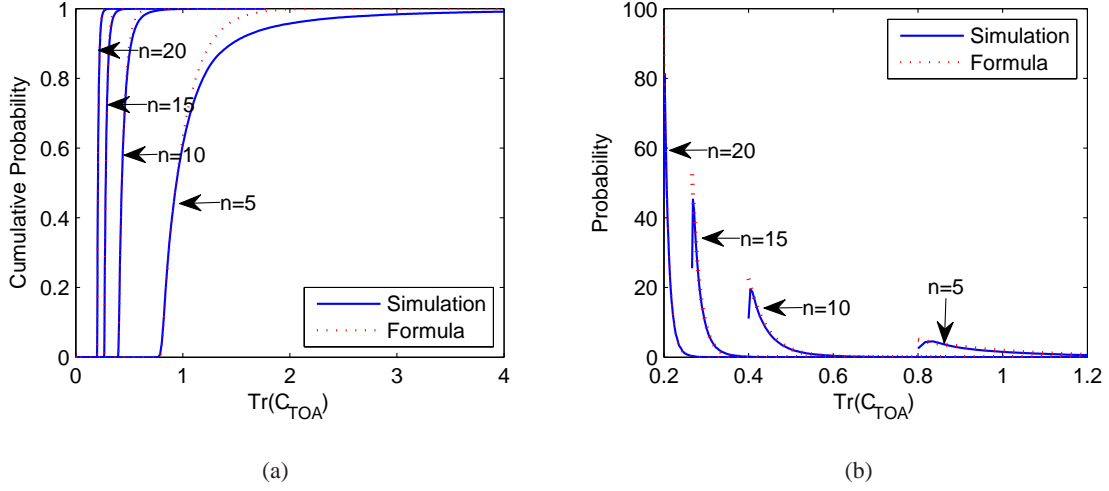 1
0.8
0.6
0.4
0.2
0
Cumulative Probability
n=20
n=15
n=10
n=5
Simulation
Formula
0 1 2 3 4
Tr(C_TOA)
(a)
100
80
60
40
20
0
Probability
Simulation
Formula
n=20
n=15
n=10
n=5
0.2 0.4 0.6 0.8 1 1.2
Tr(C_TOA)
(b)